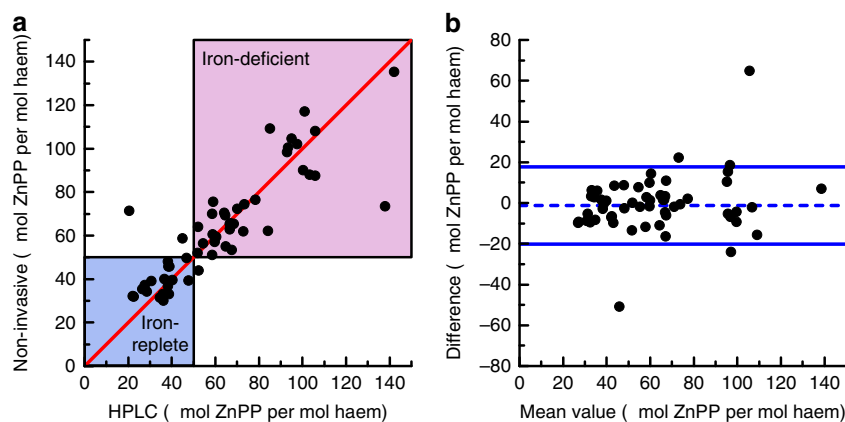 a
Non-invasive ( mol ZnPP per mol haem)
140
120
100
80
60
40
20
0
Iron-deficient
Iron-
replete
0 20 40 60 80 100 120 140
HPLC ( mol ZnPP per mol haem)
b
Difference ( mol ZnPP per mol haem)
80
60
40
20
0
−20
−40
−60
−80
0 20 40 60 80 100 120 140
Mean value ( mol ZnPP per mol haem)